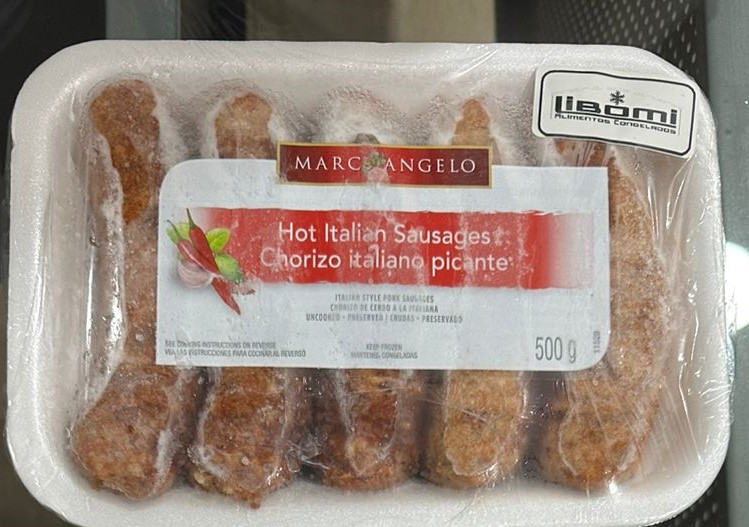 LIBOMI
ALIMENTOS CONGELADOS
MARC ANGELO
Hot Italian Sausages
Chorizo italiano picante
ITALIAN STYLE PORK SAUSAGES
CHORIZO DE CERDO A LA ITALIANA
UNCOOKED - PRESERVED / CRUDAS - PRESERVADO
SEE COOKING INSTRUCTIONS ON REVERSE
VEA LAS INSTRUCCIONES PARA COCINAR AL REVERSO
KEEP FROZEN
MANTENER CONGELADAS
500 g